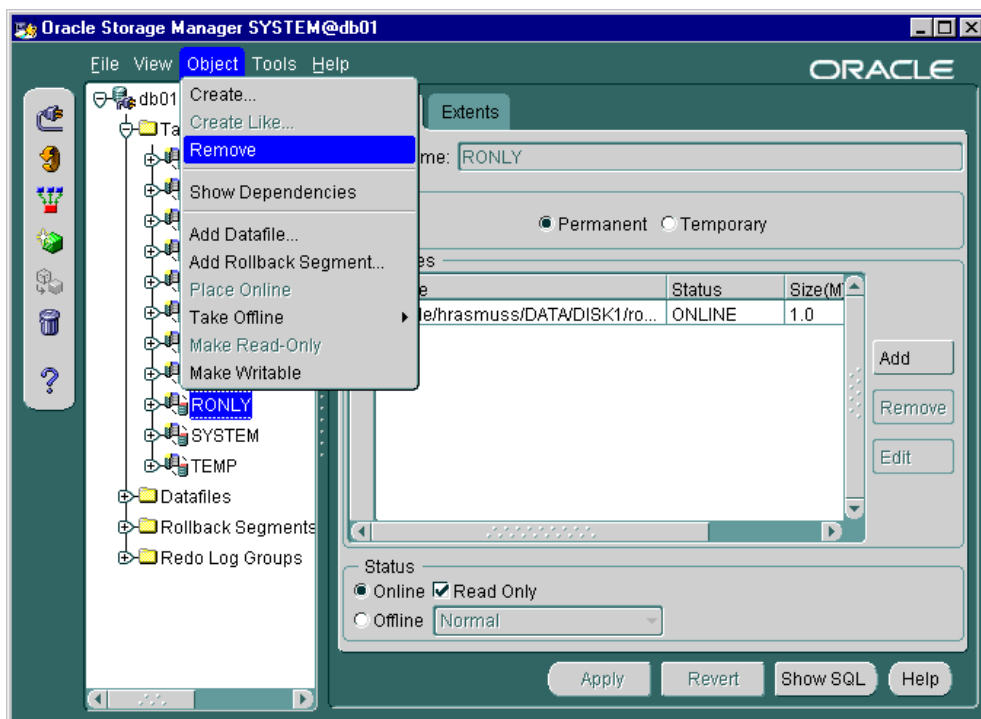 Oracle Storage Manager SYSTEM@db01
File View Object Tools Help
ORACLE
Create...
Create Like...
Remove
Show Dependencies
Add Datafile...
Add Rollback Segment...
Place Online
Take Offline
Make Read-Only
Make Writable
db01
Ta
RONLY
SYSTEM
TEMP
Datafiles
Rollback Segments
Redo Log Groups
Extents
me: RONLY
Permanent Temporary
es
e Status Size(M
le/hrasmuss/DATA/DISK1/ro... ONLINE 1.0
Add
Remove
Edit
Status
Online Read Only
Offline Normal
Apply Revert Show SQL Help